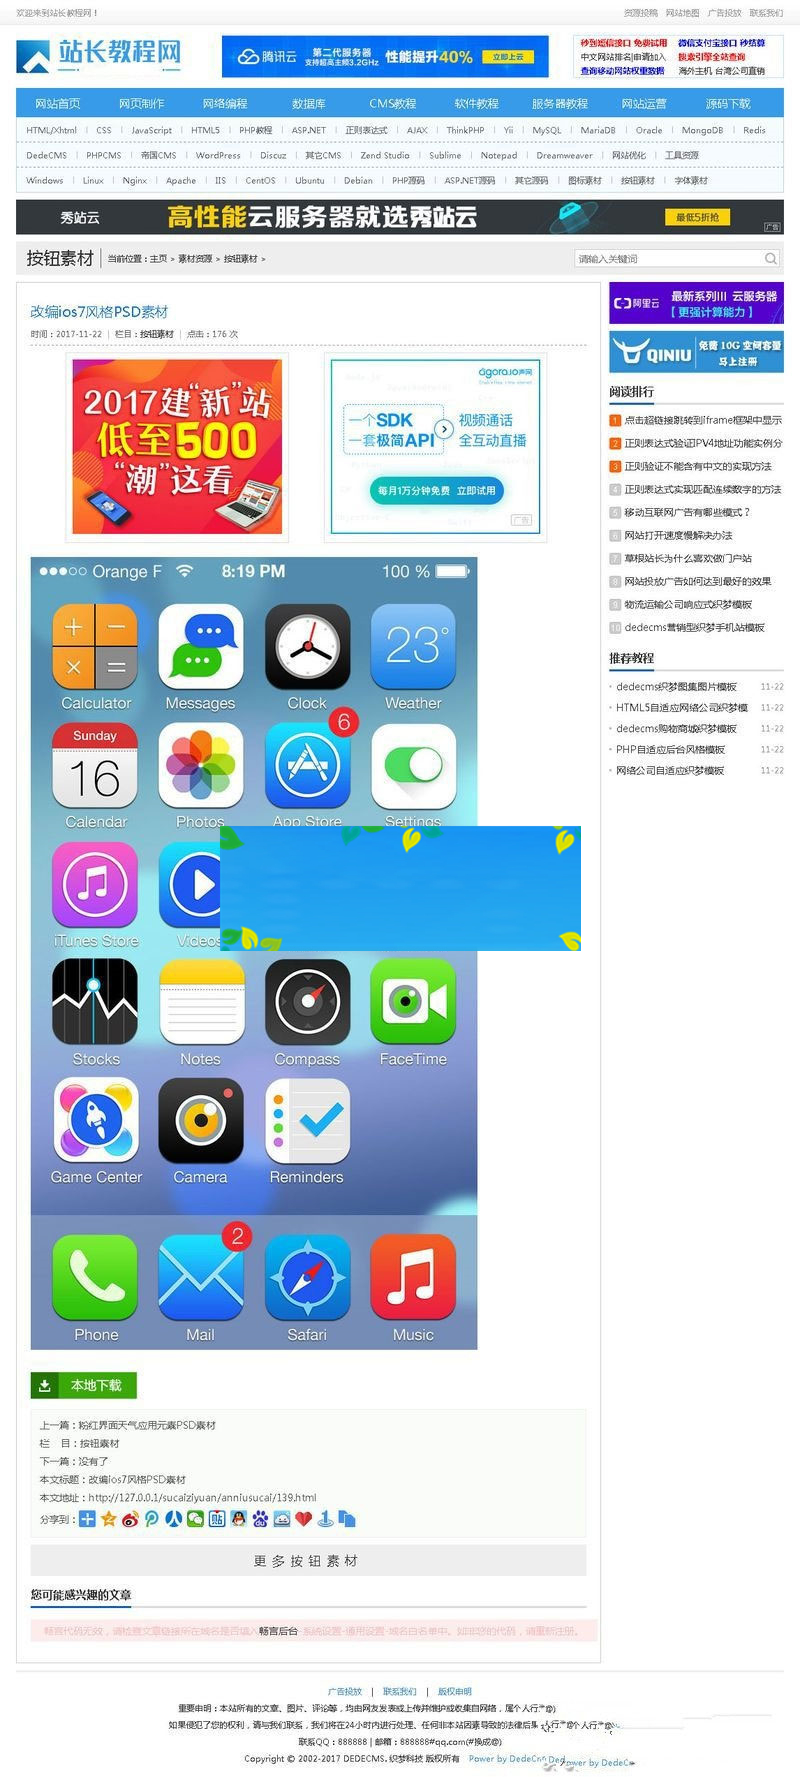 欢迎来到站长教程网！
资源投稿 网站地图 广告投放 联系我们
站长教程网
腾讯云 第二代服务器 支持超高主频3.2GHz 性能提升40% 立即上云
秒到短信接口 免费试用 微信支付宝接口 秒结算
中文网站排名|申请加入 搜索引擎全站查询
查询移动网站权重数据 海外主机 台湾公司直销
网站首页 网页制作 网络编程 数据库 CMS教程 软件教程 服务器教程 网站运营 源码下载
HTML/Xhtml CSS JavaScript HTML5 PHP教程 ASP.NET 正则表达式 AJAX ThinkPHP Yii MySQL MariaDB Oracle MongoDB Redis
DedeCMS PHPCMS 帝国CMS WordPress Discuz 其它CMS Zend Studio Sublime Notepad Dreamweaver 网站优化 工具资源
Windows Linux Nginx Apache IIS CentOS Ubuntu Debian PHP源码 ASP.NET源码 其它源码 图标素材 按钮素材 字体素材
秀站云 高性能云服务器就选秀站云 最低5折抢 广告
按钮素材 当前位置：主页 > 素材资源 > 按钮素材 >
请输入关键词
改编ios7风格PSD素材
时间：2017-11-22 | 栏目：按钮素材 | 点击：176 次
2017建“新”站
低至500
“潮”这看
agora.io声网
一个SDK
一套极简API
视频通话
全互动直播
每月1万分钟免费 立即试用
广告
Orange F 8:19 PM 100 %
23°
Calculator Messages Clock Weather
Sunday
16
6
Calendar Photos App Store Settings
iTunes Store Videos
Stocks Notes Compass FaceTime
Game Center Camera Reminders
2
Phone Mail Safari Music
本地下载
上一篇：粉红界面天气应用元素PSD素材
栏 目：按钮素材
下一篇：没有了
本文标题：改编ios7风格PSD素材
本文地址：http://127.0.0.1/sucaiziyuan/anniusucai/139.html
分享到：
更多按钮素材
您可能感兴趣的文章
畅言代码无效，请检查文章链接所在域名是否填入畅言后台-系统设置-通用设置-域名白名单中。如非您的代码，请重新注册。
阿里云 最新系列III 云服务器
【更强计算能力】
QINIU 免费 10G 空间容量
马上注册
阅读排行
1 点击超链接跳转到iframe框架中显示
2 正则表达式验证IPV4地址功能实例分
3 正则验证不能含有中文的实现方法
4 正则表达式实现匹配连续数字的方法
5 移动互联网广告有哪些模式？
6 网站打开速度慢解决办法
7 草根站长为什么喜欢做门户站
8 网站投放广告如何达到最好的效果
9 物流运输公司响应式织梦模板
10 dedecms营销型织梦手机站模板
推荐教程
dedecms织梦图集图片模板 11-22
HTML5自适应网络公司织梦模 11-22
dedecms购物商城织梦模板 11-22
PHP自适应后台风格模板 11-22
网络公司自适应织梦模板 11-22
广告投放 | 联系我们 | 版权申明
重要申明：本站所有的文章、图片、评论等，均由网友发表或上传并维护或收集自网络，属个人行
如果侵犯了您的权利，请与我们联系，我们将在24小时内进行处理、任何非本站因素导致的法律后果
联系QQ：888888 | 邮箱：888888#qq.com(#换成@)
Copyright © 2002-2017 DEDECMS. 织梦科技 版权所有 Power by DedeC